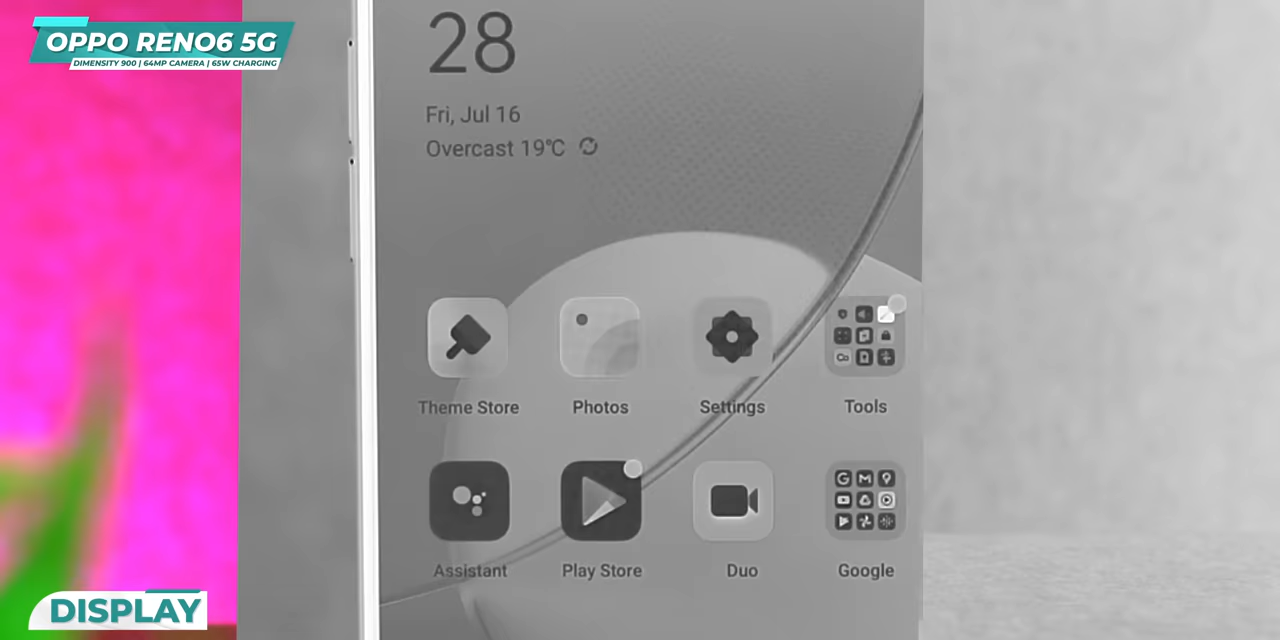 OPPO RENO6 5G
DIMENSITY 900 | 64MP CAMERA | 65W CHARGING
28
Fri, Jul 16
Overcast 19℃
Theme Store
Photos
Settings
Tools
Assistant
Play Store
Duo
Google
DISPLAY